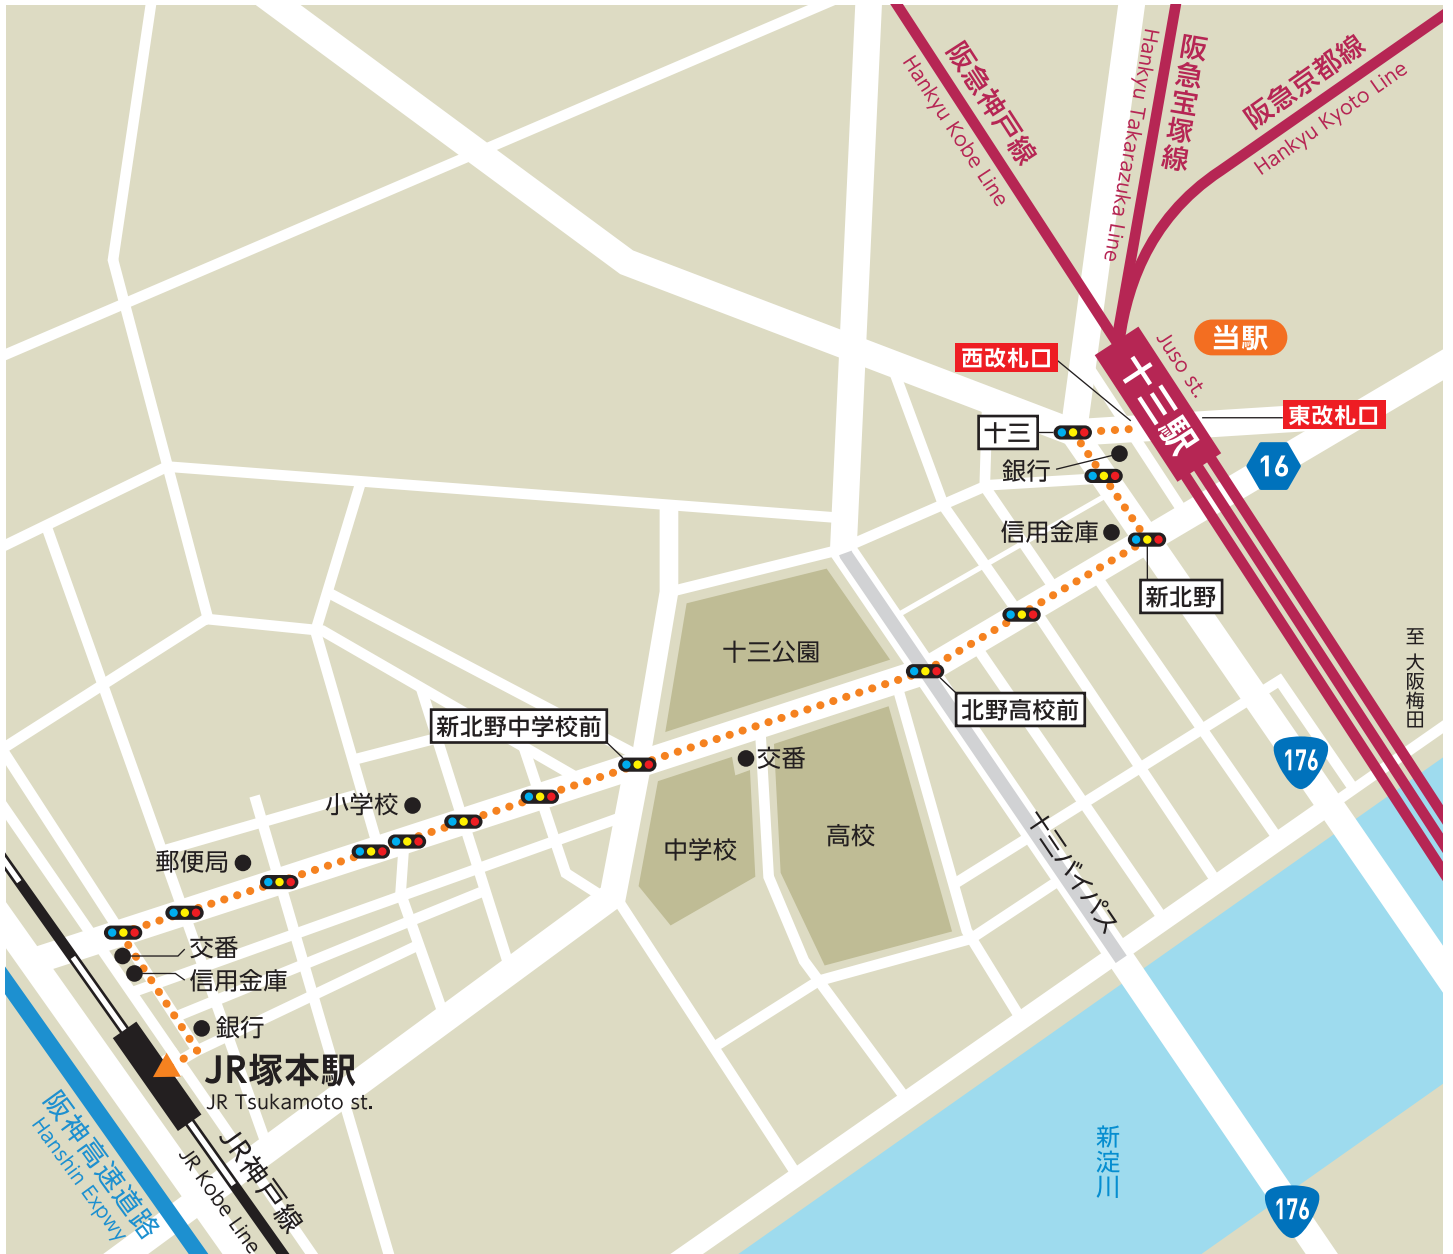 阪急神戸線
Hankyu Kobe Line
阪急宝塚線
Hankyu Takarazuka Line
阪急京都線
Hankyu Kyoto Line
当駅
Juso st.
十三駅
西改札口
東改札口
十三
銀行
16
信用金庫
新北野
至 大阪梅田
十三公園
北野高校前
新北野中学校前
交番
176
小学校
高校
中学校
十三バイパス
郵便局
交番
信用金庫
銀行
JR塚本駅
JR Tsukamoto st.
阪神高速道路
Hanshin Expwy
JR神戸線
JR Kobe Line
新淀川
176